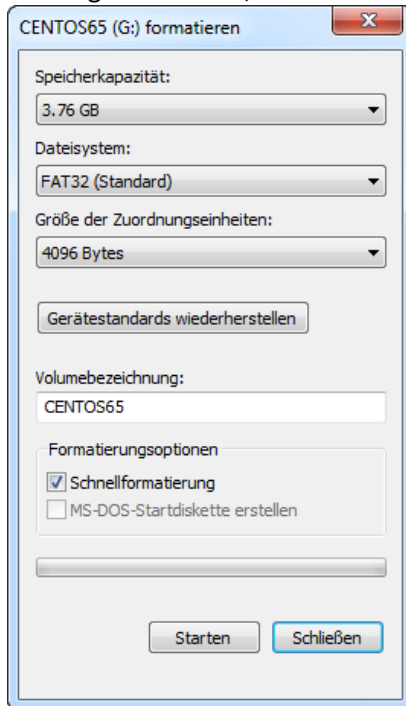 CENTOS65 (G:) formatieren
Speicherkapazität:
3.76 GB
Dateisystem:
FAT32 (Standard)
Größe der Zuordnungseinheiten:
4096 Bytes
Gerätestandards wiederherstellen
Volumebezeichnung:
CENTOS65
Formatierungsoptionen
Schnellformatierung
MS-DOS-Startdiskette erstellen
Starten Schließen